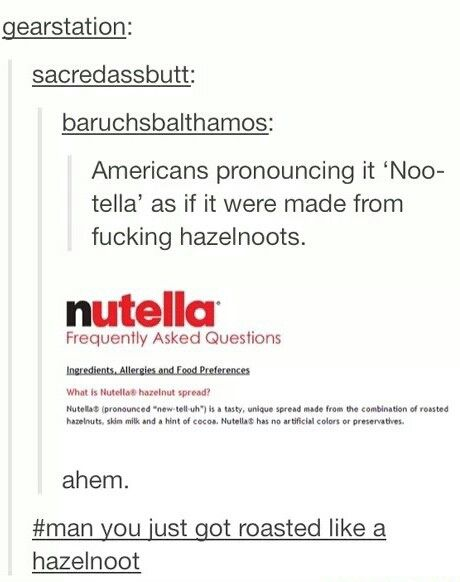 gearstation:
sacredassbutt:
baruchsbalthamos:
Americans pronouncing it ‘Noo-
tella’ as if it were made from
fucking hazelnoots.
nutella®
Frequently Asked Questions
Ingredients, Allergies and Food Preferences
What is Nutella® hazelnut spread?
Nutella® (pronounced "new-tell-uh") is a tasty, unique spread made from the combination of roasted
hazelnuts, skim milk and a hint of cocoa. Nutella® has no artificial colors or preservatives.
ahem.
#man you just got roasted like a
hazelnoot